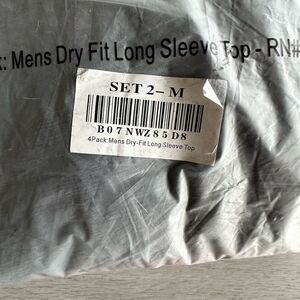 : Mens Dry Fit Long Sleeve Top - RN#
SET 2- M
B07NWZ85D8
4Pack:Mens Dry-Fit Long Sleeve Top